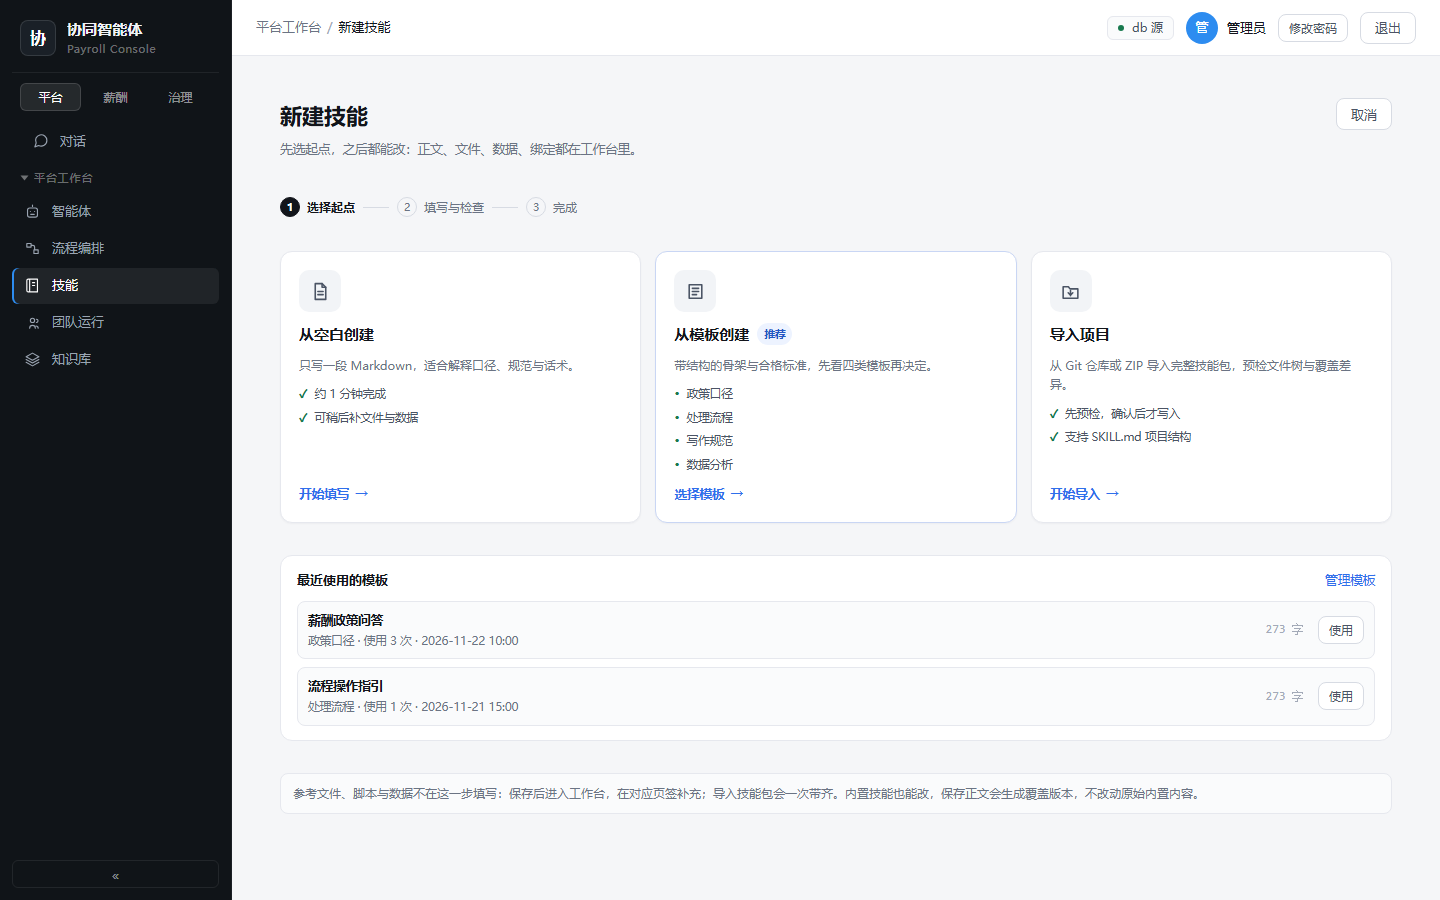 协
协同智能体
Payroll Console
平台 薪酬 治理
对话
平台工作台
智能体
流程编排
技能
团队运行
知识库
«
平台工作台 / 新建技能
db 源
管
管理员
修改密码
退出
新建技能
取消
先选起点，之后都能改：正文、文件、数据、绑定都在工作台里。
1 选择起点
2 填写与检查
3 完成
从空白创建
只写一段 Markdown，适合解释口径、规范与话术。
✓ 约 1 分钟完成
✓ 可稍后补文件与数据
开始填写 →
从模板创建 推荐
带结构的骨架与合格标准，先看四类模板再决定。
• 政策口径
• 处理流程
• 写作规范
• 数据分析
选择模板 →
导入项目
从 Git 仓库或 ZIP 导入完整技能包，预检文件树与覆盖差
异。
✓ 先预检，确认后才写入
✓ 支持 SKILL.md 项目结构
开始导入 →
最近使用的模板
管理模板
薪酬政策问答
政策口径 · 使用 3 次 · 2026-11-22 10:00
273 字
使用
流程操作指引
处理流程 · 使用 1 次 · 2026-11-21 15:00
273 字
使用
参考文件、脚本与数据不在这一步填写：保存后进入工作台，在对应页签补充；导入技能包会一次带齐。内置技能也能改，保存正文会生成覆盖版本，不改动原始内置内容。